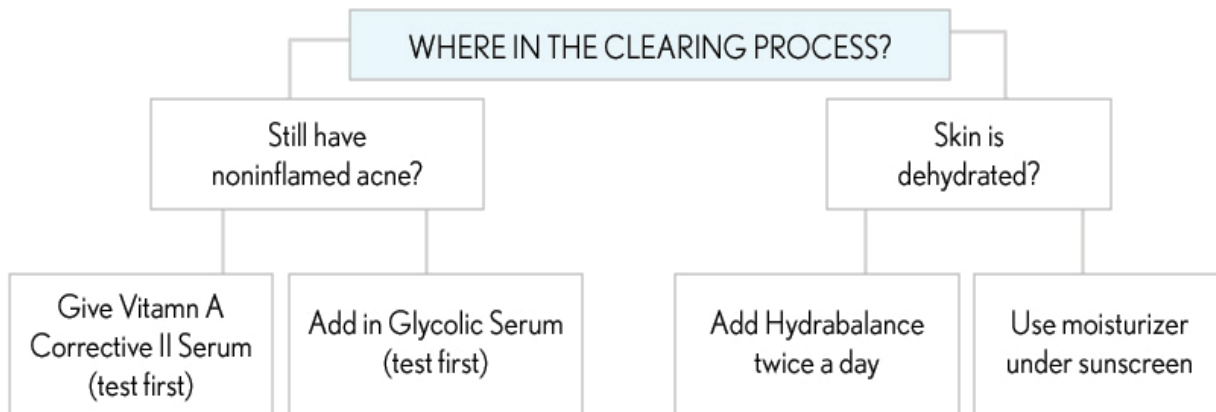 WHERE IN THE CLEARING PROCESS?
Still have
noninflamed acne?
Skin is
dehydrated?
Give Vitamn A
Corrective II Serum
(test first)
Add in Glycolic Serum
(test first)
Add Hydrabalance
twice a day
Use moisturizer
under sunscreen